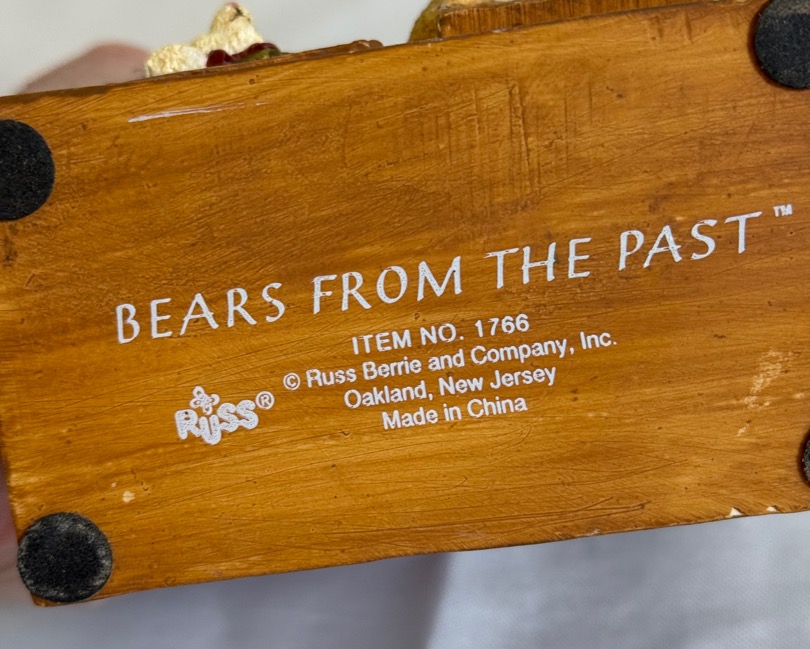 BEARS FROM THE PAST™
ITEM NO. 1766
© Russ Berrie and Company, Inc.
Oakland, New Jersey
Made in China
RUSS®